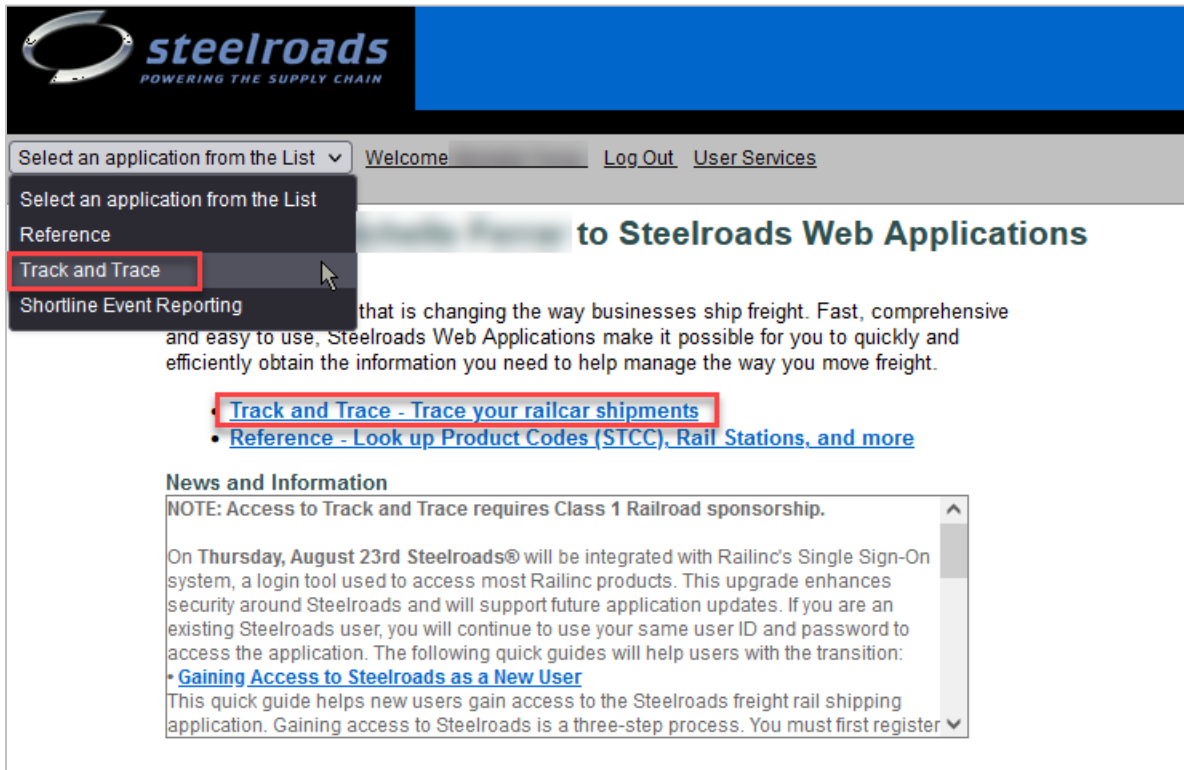 steelroads
POWERING THE SUPPLY CHAIN
Select an application from the List
Welcome
Log Out
User Services
Select an application from the List
Reference
Track and Trace
Shortline Event Reporting
to Steelroads Web Applications
that is changing the way businesses ship freight. Fast, comprehensive
and easy to use, Steelroads Web Applications make it possible for you to quickly and
efficiently obtain the information you need to help manage the way you move freight.
• Track and Trace - Trace your railcar shipments
• Reference - Look up Product Codes (STCC), Rail Stations, and more
News and Information
NOTE: Access to Track and Trace requires Class 1 Railroad sponsorship.
On Thursday, August 23rd Steelroads® will be integrated with Railinc's Single Sign-On
system, a login tool used to access most Railinc products. This upgrade enhances
security around Steelroads and will support future application updates. If you are an
existing Steelroads user, you will continue to use your same user ID and password to
access the application. The following quick guides will help users with the transition:
• Gaining Access to Steelroads as a New User
This quick guide helps new users gain access to the Steelroads freight rail shipping
application. Gaining access to Steelroads is a three-step process. You must first register